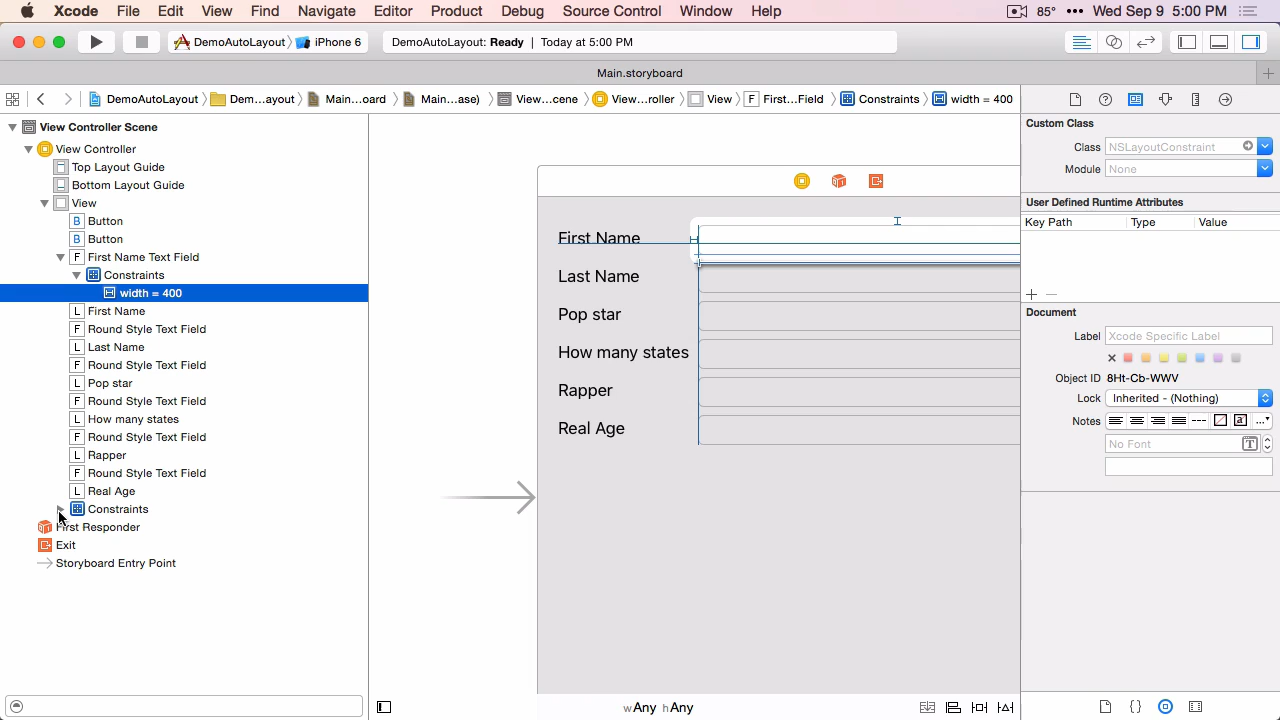 Xcode File Edit View Find Navigate Editor Product Debug Source Control Window Help 85° ••• Wed Sep 9 5:00 PM
DemoAutoLayout iPhone 6 DemoAutoLayout: Ready | Today at 5:00 PM
Main.storyboard
DemoAutoLayout Dem...ayout Main...oard Main...ase) View...cene View...roller View F First...Field Constraints width = 400
View Controller Scene
View Controller
Top Layout Guide
Bottom Layout Guide
View
B Button
B Button
F First Name Text Field
Constraints
width = 400
L First Name
F Round Style Text Field
L Last Name
F Round Style Text Field
L Pop star
F Round Style Text Field
L How many states
F Round Style Text Field
L Rapper
F Round Style Text Field
L Real Age
Constraints
First Responder
Exit
Storyboard Entry Point
First Name
Last Name
Pop star
How many states
Rapper
Real Age
wAny hAny
Custom Class
Class NSLayoutConstraint
Module None
User Defined Runtime Attributes
Key Path Type Value
Document
Label Xcode Specific Label
Object ID 8Ht-Cb-WWV
Lock Inherited - (Nothing)
Notes
No Font T